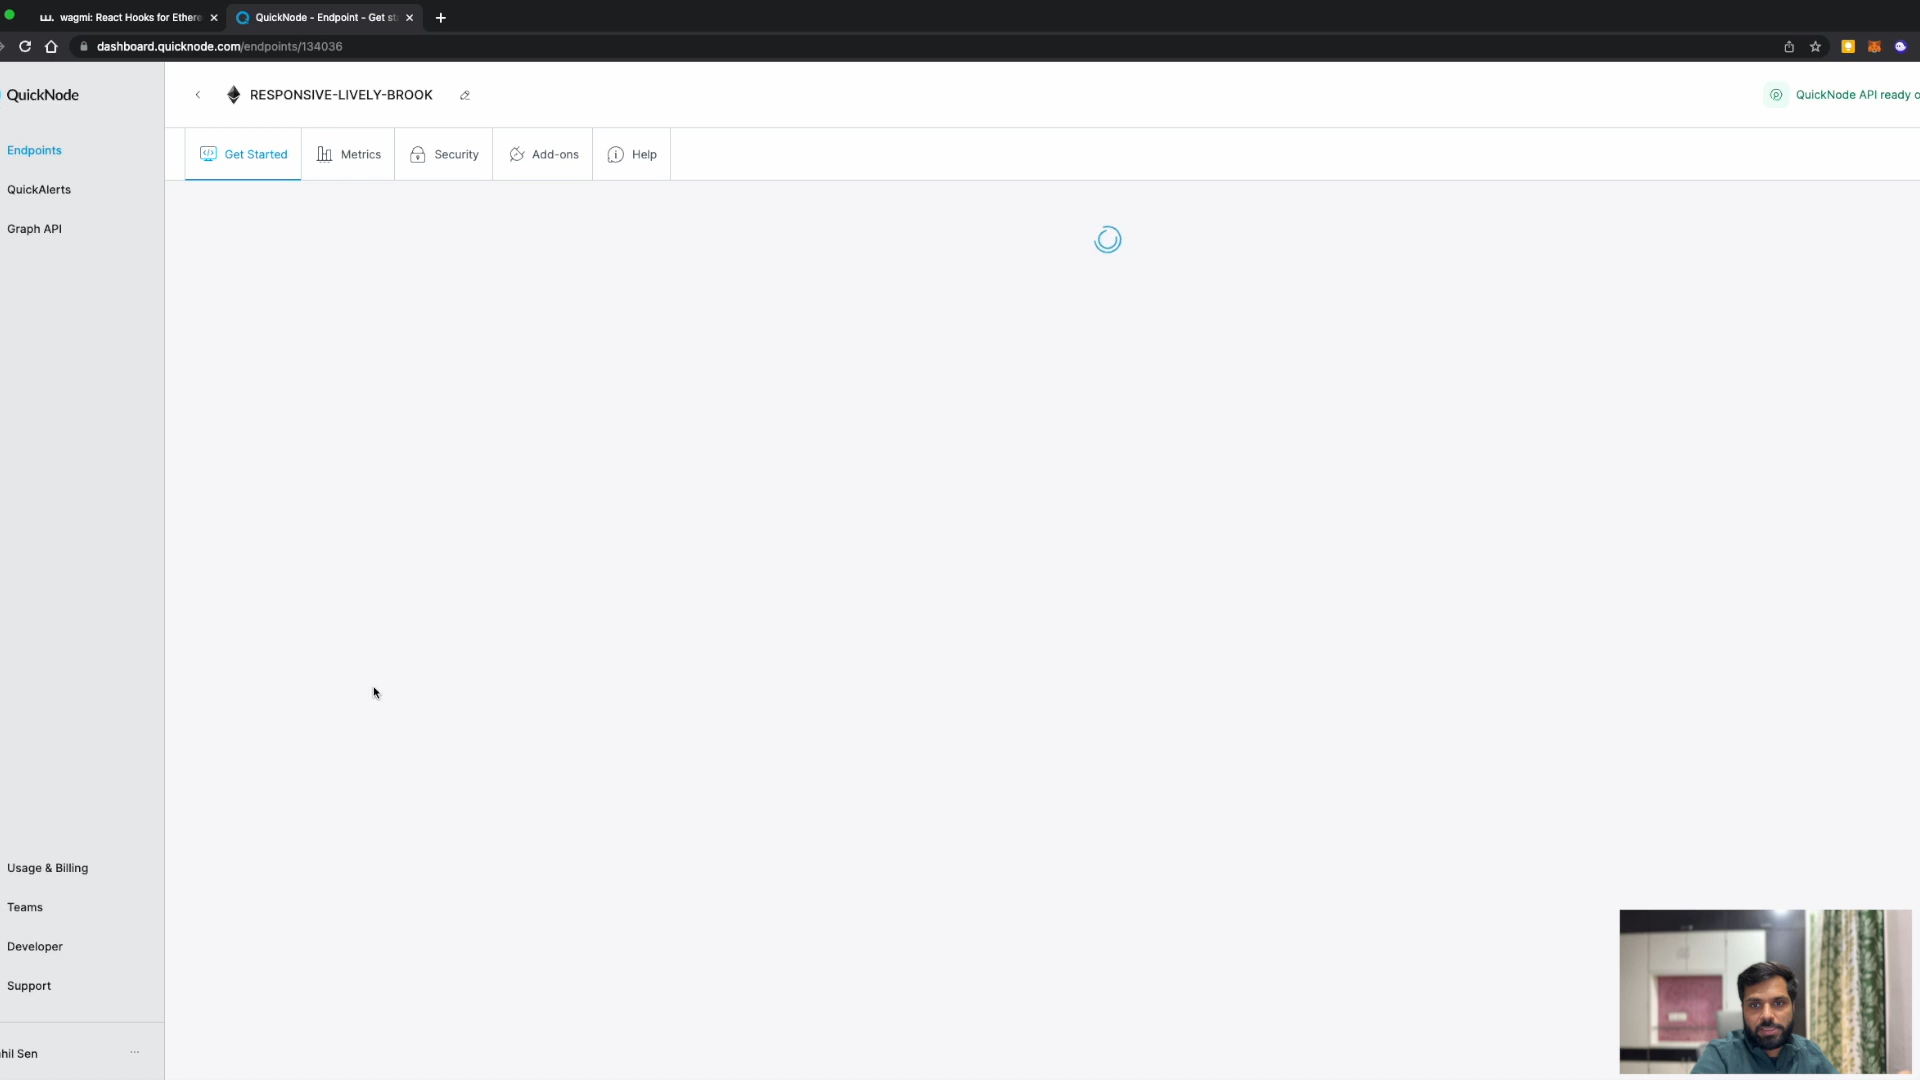 wagmi: React Hooks for Ethere
QuickNode - Endpoint - Get st
dashboard.quicknode.com/endpoints/134036
QuickNode
RESPONSIVE-LIVELY-BROOK
QuickNode API ready o
Get Started
Metrics
Security
Add-ons
Help
Endpoints
QuickAlerts
Graph API
Usage & Billing
Teams
Developer
Support
hil Sen